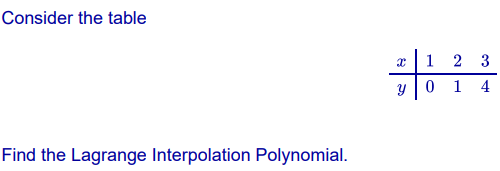 Consider the table
x 1 2 3
y 0 1 4
Find the Lagrange Interpolation Polynomial.